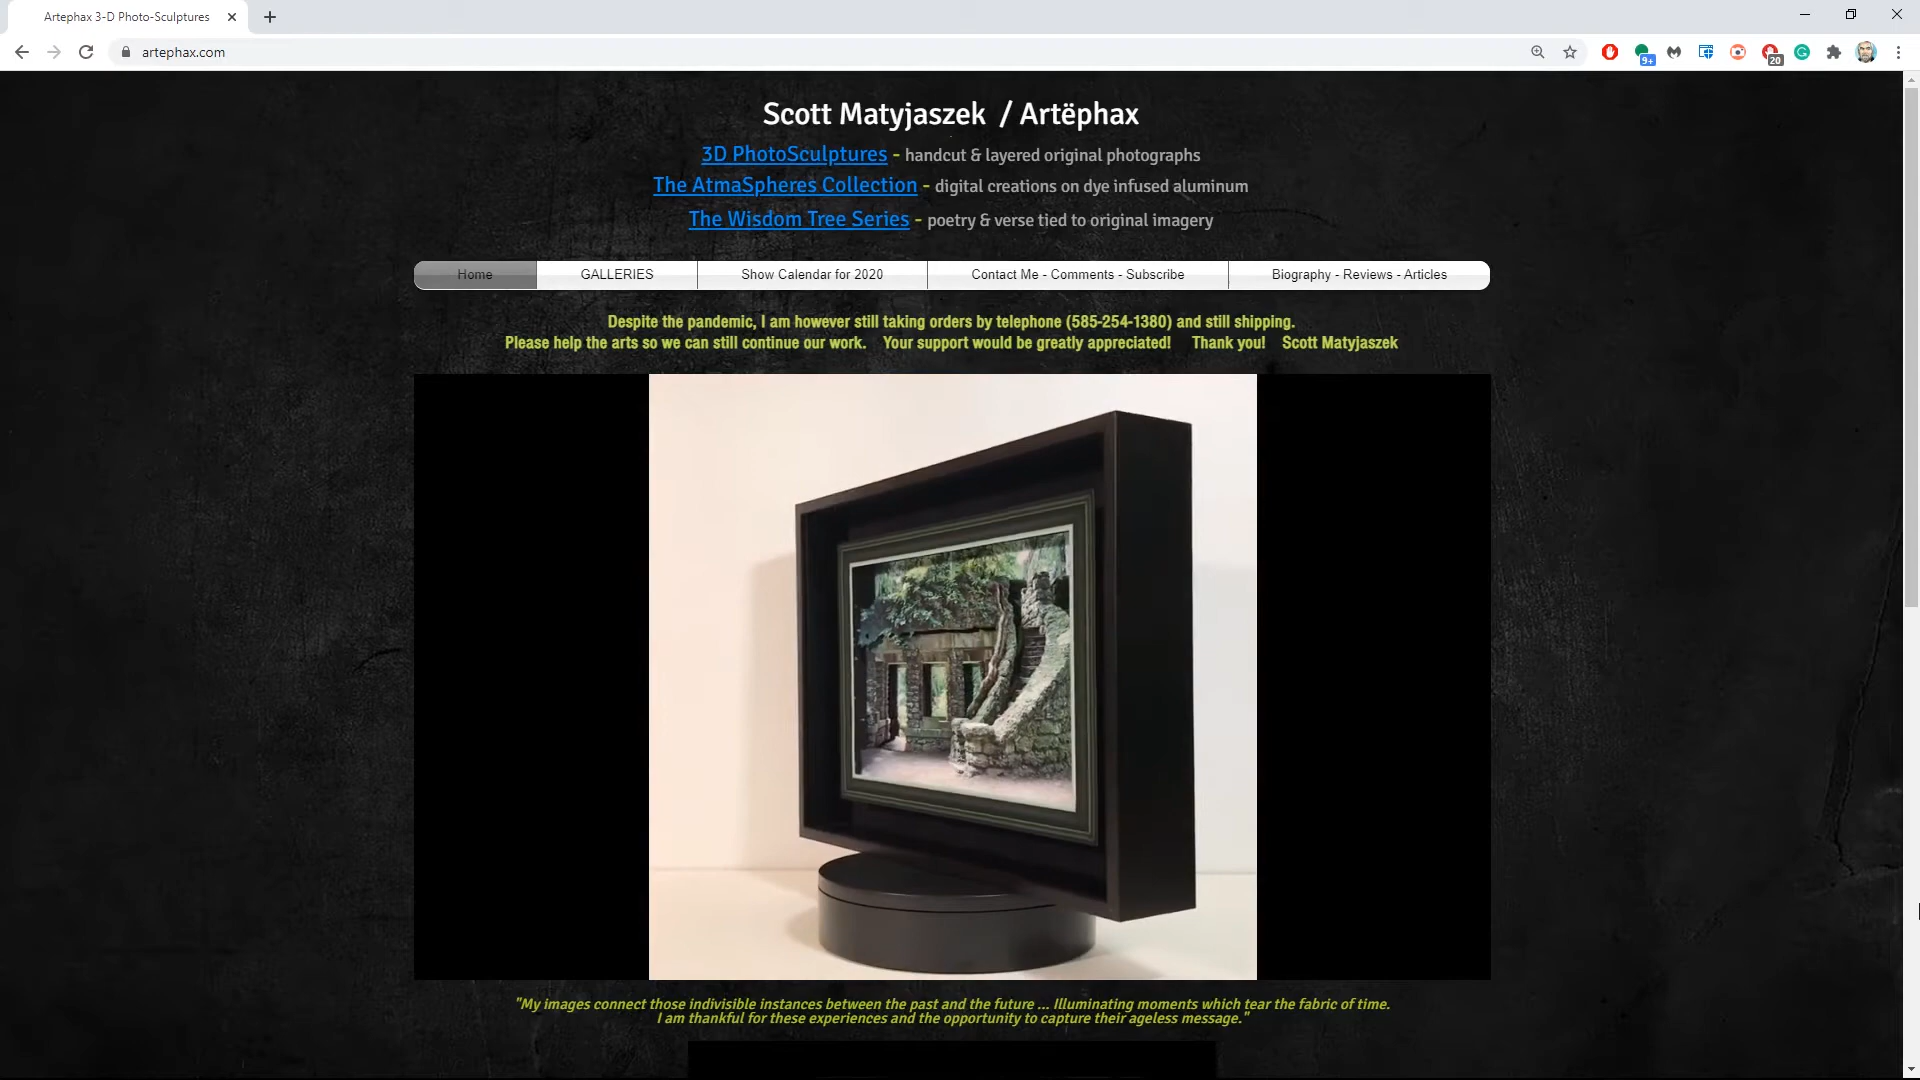 Artephax 3-D Photo-Sculptures
artephax.com
9+
20
Scott Matyjaszek / Artëphax
3D PhotoSculptures - handcut & layered original photographs
The AtmaSpheres Collection - digital creations on dye infused aluminum
The Wisdom Tree Series - poetry & verse tied to original imagery
Home GALLERIES Show Calendar for 2020 Contact Me - Comments - Subscribe Biography - Reviews - Articles
Despite the pandemic, I am however still taking orders by telephone (585-254-1380) and still shipping.
Please help the arts so we can still continue our work. Your support would be greatly appreciated! Thank you! Scott Matyjaszek
"My images connect those indivisible instances between the past and the future ... Illuminating moments which tear the fabric of time.
I am thankful for these experiences and the opportunity to capture their ageless message."